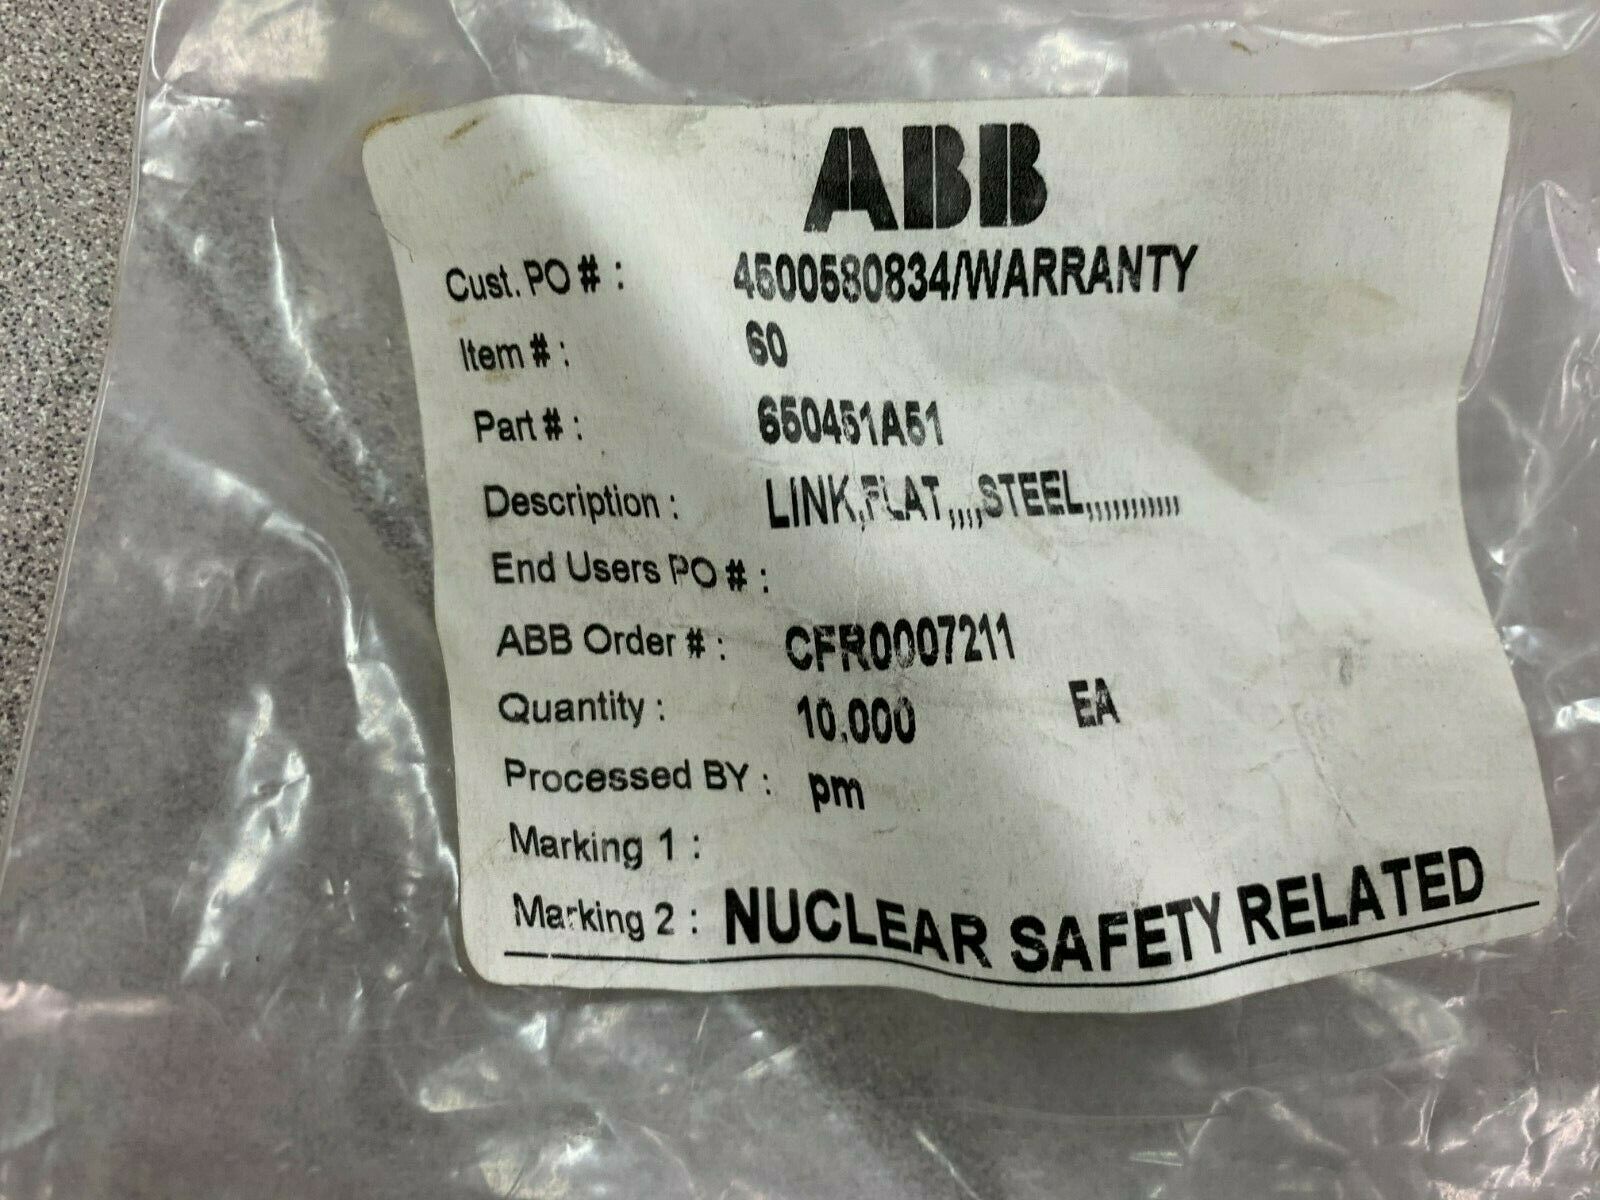 ABB
Cust. PO # : 4500580834/WARRANTY
Item # : 60
Part # : 650451A51
Description : LINK,FLAT,,,,STEEL,,,,,,,,,,,
End Users PO # :
ABB Order # : CFR0007211
Quantity : 10.000 EA
Processed BY : pm
Marking 1 :
Marking 2 : NUCLEAR SAFETY RELATED